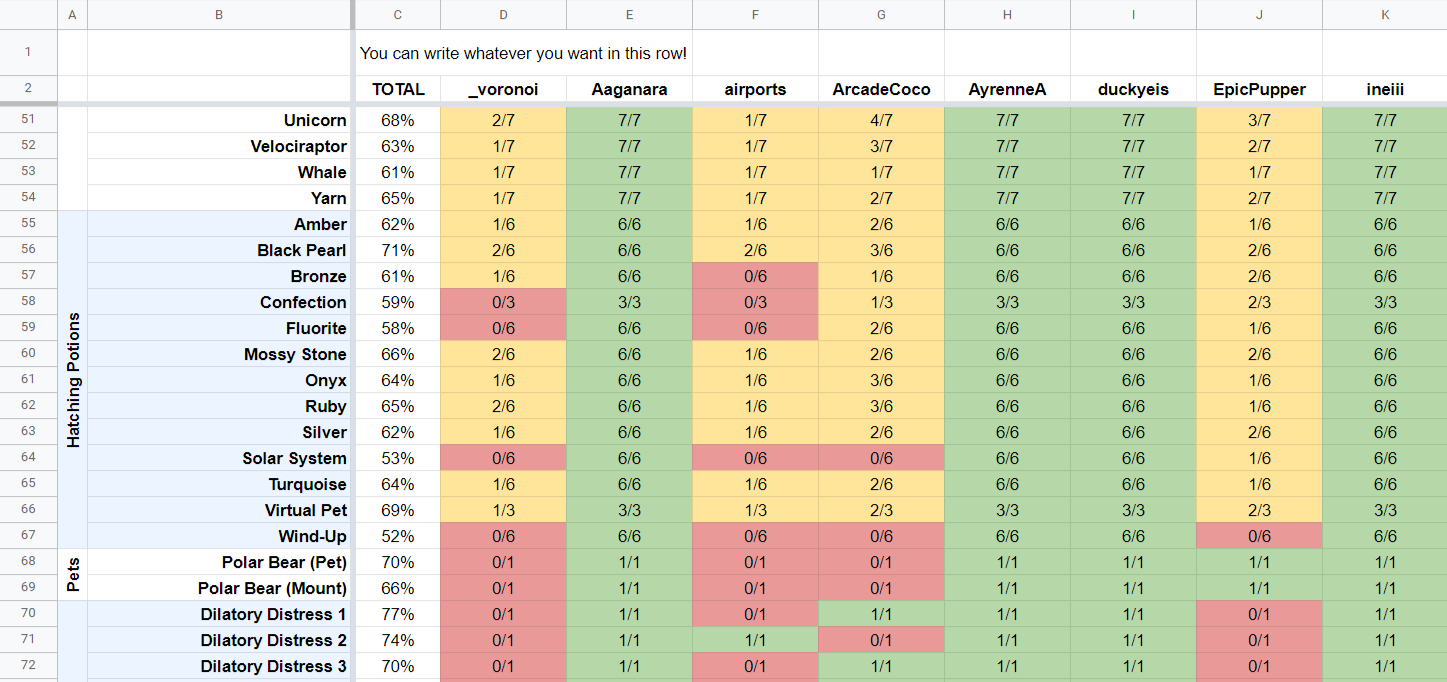 A B C D E F G H I J K
1 You can write whatever you want in this row!
2 TOTAL _voronoi Aaganara airports ArcadeCoco AyrenneA duckyeis EpicPupper ineiii
51 Unicorn 68% 2/7 7/7 1/7 4/7 7/7 7/7 3/7 7/7
52 Velociraptor 63% 1/7 7/7 1/7 3/7 7/7 7/7 2/7 7/7
53 Whale 61% 1/7 7/7 1/7 1/7 7/7 7/7 1/7 7/7
54 Yarn 65% 1/7 7/7 1/7 2/7 7/7 7/7 2/7 7/7
Hatching Potions
55 Amber 62% 1/6 6/6 1/6 2/6 6/6 6/6 1/6 6/6
56 Black Pearl 71% 2/6 6/6 2/6 3/6 6/6 6/6 2/6 6/6
57 Bronze 61% 1/6 6/6 0/6 1/6 6/6 6/6 2/6 6/6
58 Confection 59% 0/3 3/3 0/3 1/3 3/3 3/3 2/3 3/3
59 Fluorite 58% 0/6 6/6 0/6 2/6 6/6 6/6 1/6 6/6
60 Mossy Stone 66% 2/6 6/6 1/6 2/6 6/6 6/6 2/6 6/6
61 Onyx 64% 1/6 6/6 1/6 3/6 6/6 6/6 1/6 6/6
62 Ruby 65% 2/6 6/6 1/6 3/6 6/6 6/6 1/6 6/6
63 Silver 62% 1/6 6/6 1/6 2/6 6/6 6/6 2/6 6/6
64 Solar System 53% 0/6 6/6 0/6 0/6 6/6 6/6 1/6 6/6
65 Turquoise 64% 1/6 6/6 1/6 2/6 6/6 6/6 1/6 6/6
66 Virtual Pet 69% 1/3 3/3 1/3 2/3 3/3 3/3 2/3 3/3
67 Wind-Up 52% 0/6 6/6 0/6 0/6 6/6 6/6 0/6 6/6
Pets
68 Polar Bear (Pet) 70% 0/1 1/1 0/1 0/1 1/1 1/1 1/1 1/1
69 Polar Bear (Mount) 66% 0/1 1/1 0/1 0/1 1/1 1/1 1/1 1/1
70 Dilatory Distress 1 77% 0/1 1/1 0/1 1/1 1/1 1/1 0/1 1/1
71 Dilatory Distress 2 74% 0/1 1/1 1/1 0/1 1/1 1/1 0/1 1/1
72 Dilatory Distress 3 70% 0/1 1/1 0/1 1/1 1/1 1/1 0/1 1/1